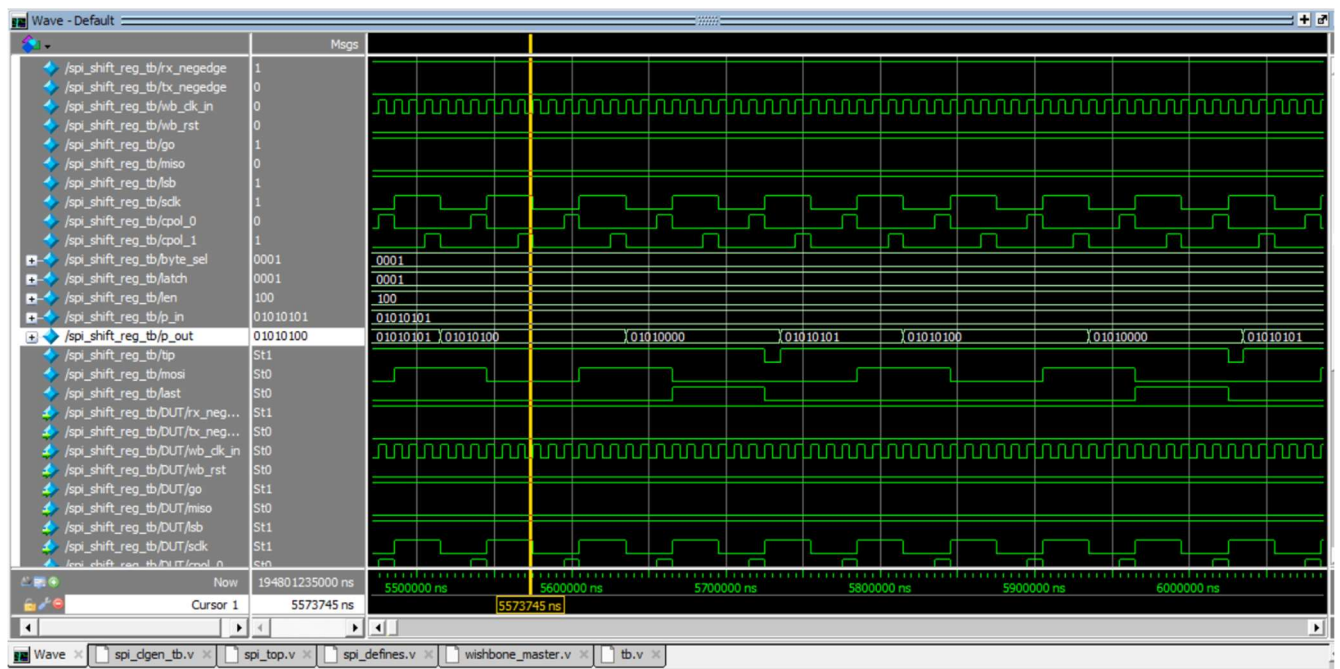 Wave - Default
Msgs
/spi_shift_reg_tb/rx_negedge 1
/spi_shift_reg_tb/tx_negedge 0
/spi_shift_reg_tb/wb_clk_in 0
/spi_shift_reg_tb/wb_rst 0
/spi_shift_reg_tb/go 1
/spi_shift_reg_tb/miso 0
/spi_shift_reg_tb/lsb 1
/spi_shift_reg_tb/sclk 1
/spi_shift_reg_tb/cpol_0 0
/spi_shift_reg_tb/cpol_1 1
/spi_shift_reg_tb/byte_sel 0001 0001
/spi_shift_reg_tb/latch 0001 0001
/spi_shift_reg_tb/len 100 100
/spi_shift_reg_tb/p_in 01010101 01010101
/spi_shift_reg_tb/p_out 01010100 01010101 01010100 01010000 01010101 01010100 01010000 01010101
/spi_shift_reg_tb/tip St1
/spi_shift_reg_tb/mosi St0
/spi_shift_reg_tb/last St0
/spi_shift_reg_tb/DUT/rx_neg... St1
/spi_shift_reg_tb/DUT/tx_neg... St0
/spi_shift_reg_tb/DUT/wb_clk_in St0
/spi_shift_reg_tb/DUT/wb_rst St0
/spi_shift_reg_tb/DUT/go St1
/spi_shift_reg_tb/DUT/miso St0
/spi_shift_reg_tb/DUT/lsb St1
/spi_shift_reg_tb/DUT/sclk St1
/spi_shift_reg_tb/DUT/cpol_0 St0
Now 194801235000 ns 5500000 ns 5600000 ns 5700000 ns 5800000 ns 5900000 ns 6000000 ns
Cursor 1 5573745 ns 5573745 ns
Wave spi_clgen_tb.v spi_top.v spi_defines.v wishbone_master.v tb.v